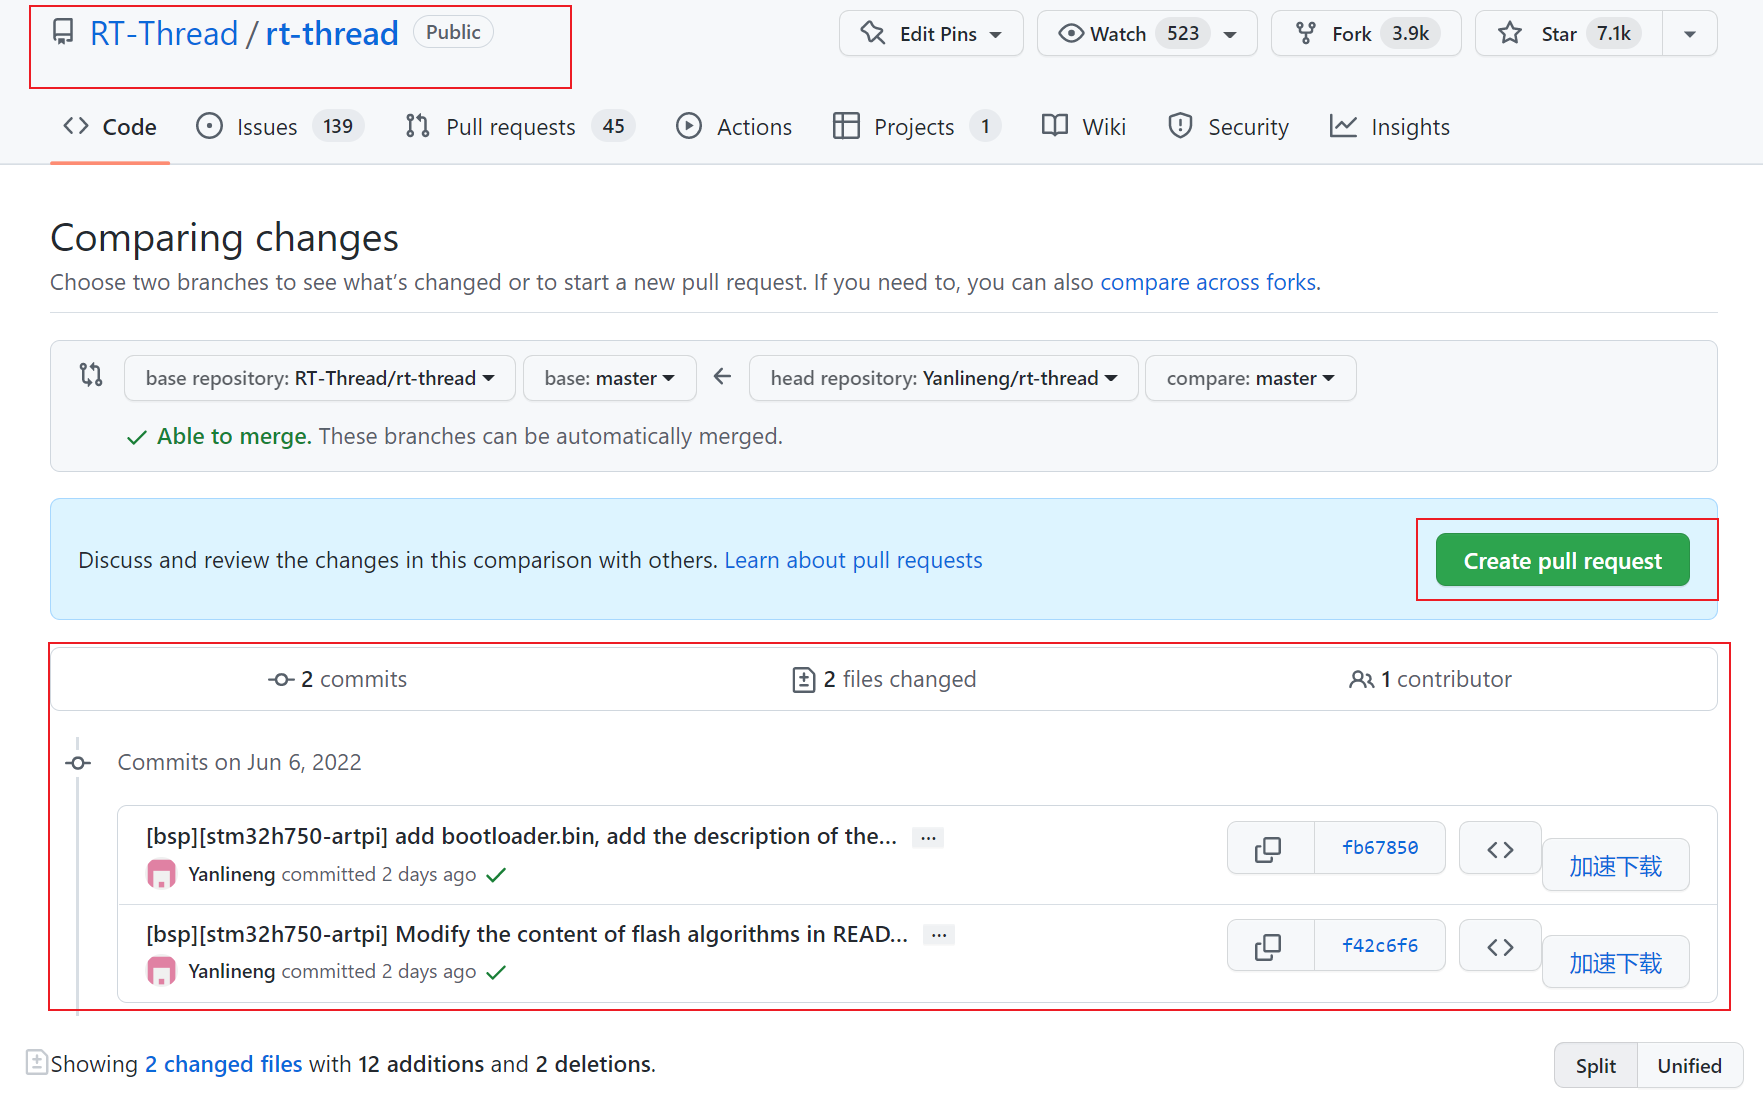 RT-Thread / rt-thread Public
Edit Pins Watch 523 Fork 3.9k Star 7.1k
Code Issues 139 Pull requests 45 Actions Projects 1 Wiki Security Insights
Comparing changes
Choose two branches to see what's changed or to start a new pull request. If you need to, you can also compare across forks.
base repository: RT-Thread/rt-thread base: master head repository: Yanlineng/rt-thread compare: master
Able to merge. These branches can be automatically merged.
Discuss and review the changes in this comparison with others. Learn about pull requests
Create pull request
2 commits 2 files changed 1 contributor
Commits on Jun 6, 2022
[bsp][stm32h750-artpi] add bootloader.bin, add the description of the... ...
fb67850
加速下载
Yanlineng committed 2 days ago
[bsp][stm32h750-artpi] Modify the content of flash algorithms in READ... ...
f42c6f6
加速下载
Yanlineng committed 2 days ago
Showing 2 changed files with 12 additions and 2 deletions.
Split Unified